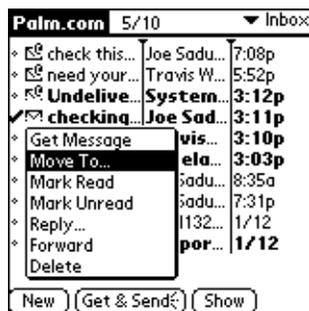 Palm.com 5/10 Inbox
check this... Joe Sadu... 7:08p
need your... Travis W... 5:52p
Undelive... System... 3:12p
checking... Joe Sad... 3:11p
Get Message vis... 3:10p
Move To... ela... 3:03p
Mark Read Sadu... 8:35a
Mark Unread Sadu... 7:31p
Reply... l132... 1/12
Forward por... 1/12
Delete
New Get & Send Show